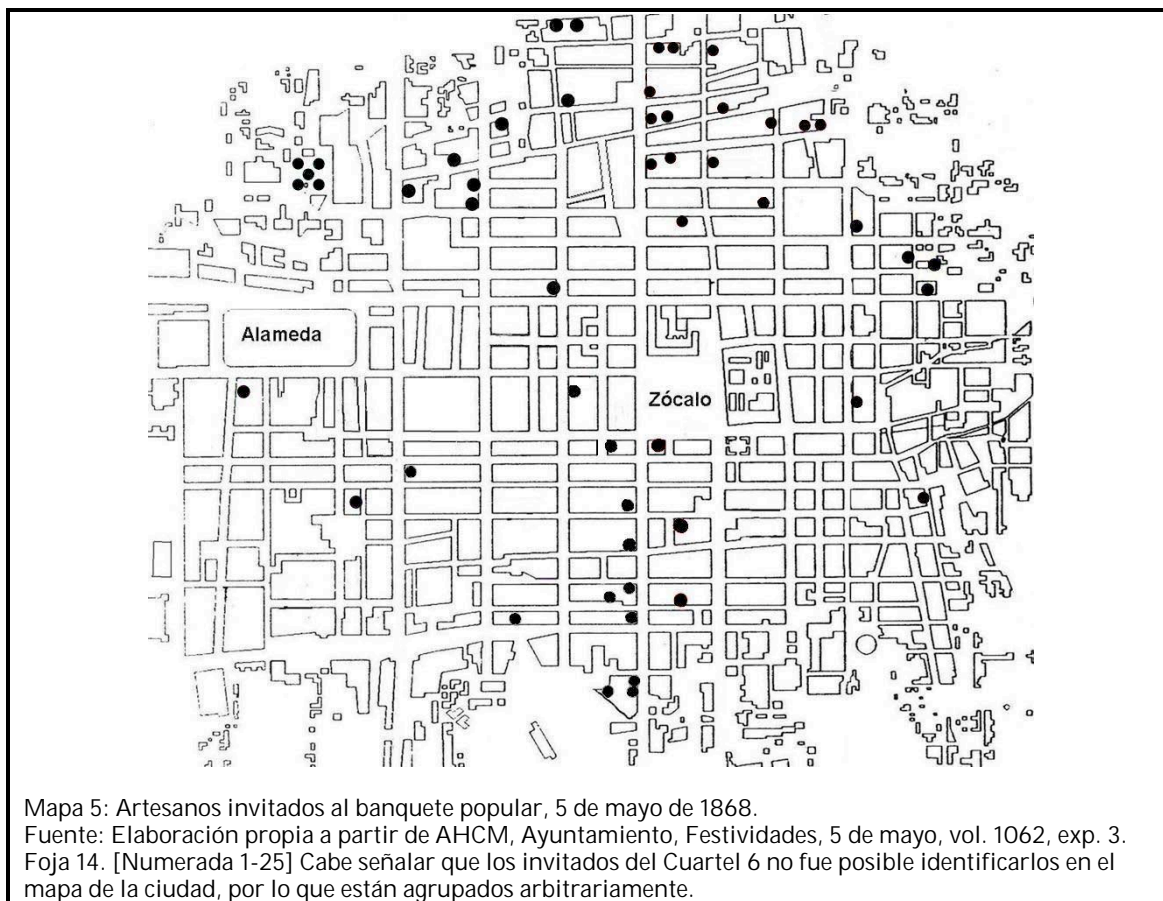 Alameda
Zócalo
Mapa 5: Artesanos invitados al banquete popular, 5 de mayo de 1868.
Fuente: Elaboración propia a partir de AHCM, Ayuntamiento, Festividades, 5 de mayo, vol. 1062, exp. 3.
Foja 14. [Numerada 1-25] Cabe señalar que los invitados del Cuartel 6 no fue posible identificarlos en el
mapa de la ciudad, por lo que están agrupados arbitrariamente.